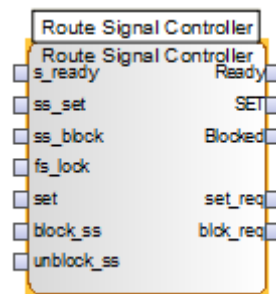 Route Signal Controller
Route Signal Controller
s_ready Ready
ss_set SET
ss_block Blocked
fs_lock
set set_req
block_ss blck_req
unblock_ss